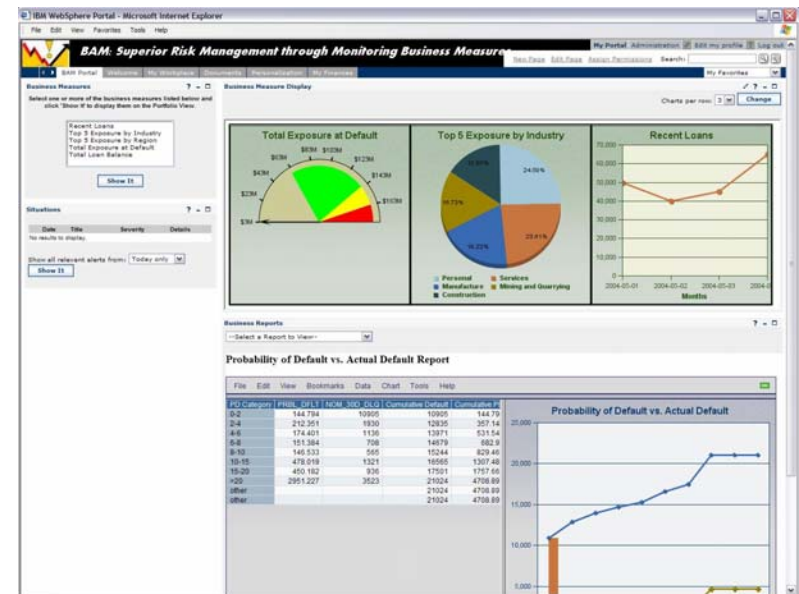 IBM WebSphere Portal - Microsoft Internet Explorer
File Edit View Favorites Tools Help
BAM: Superior Risk Management through Monitoring Business Measures
My Portal Administration Edit my profile Log out
New Page Edit Page Assign Permissions Search:
BAM Portal Welcome My Workplace Documents Personalization My Finances
My Favorites
Business Measures ? - □
Select one or more of the business measures listed below and
click 'Show It' to display them on the Portfolio View.
Recent Loans
Top 5 Exposure by Industry
Top 5 Exposure by Region
Total Exposure at Default
Total Loan Balance
Show It
Situations ? - □
Date Title Severity Details
No results to display.
Show all relevant alerts from: Today only
Show It
Business Measure Display ? - □
Charts per row: 3 Change
Total Exposure at Default
$3M $23M $43M $63M $83M $103M $123M $143M $163M
Top 5 Exposure by Industry
Personal Services
Manufacture Mining and Quarrying
Construction
Recent Loans
70,000
60,000
50,000
40,000
30,000
20,000
10,000
0
2004-05-01 2004-05-02 2004-05-03
Months
Business Reports ? - □
--Select a Report to View--
Probability of Default vs. Actual Default Report
File Edit View Bookmarks Data Chart Tools Help
PD Category PRBL_DFLT NOM_30D_DLQ Cumulative Default Cumulative P
0-2 144.794 10905 10905 144.79
2-4 212.351 1930 12835 357.14
4-6 174.401 1136 13971 531.54
6-8 151.384 708 14679 682.9
8-10 146.533 565 15244 829.46
10-15 478.019 1321 16565 1307.48
15-20 450.182 936 17501 1757.66
>20 2951.227 3523 21024 4708.89
other 21024 4708.89
other 21024 4708.89
Probability of Default vs. Actual Default
25,000
20,000
15,000
10,000
5,000